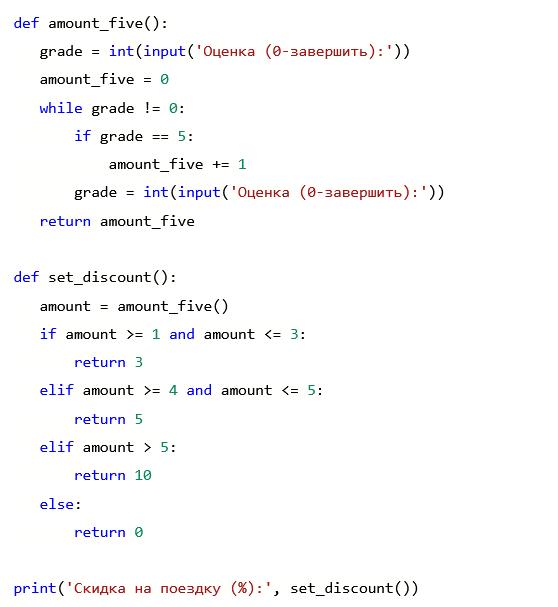 def amount_five():
grade = int(input('Оценка (0-завершить):'))
amount_five = 0
while grade != 0:
if grade == 5:
amount_five += 1
grade = int(input('Оценка (0-завершить):'))
return amount_five
def set_discount():
amount = amount_five()
if amount >= 1 and amount <= 3:
return 3
elif amount >= 4 and amount <= 5:
return 5
elif amount > 5:
return 10
else:
return 0
print('Скидка на поездку (%):', set_discount())